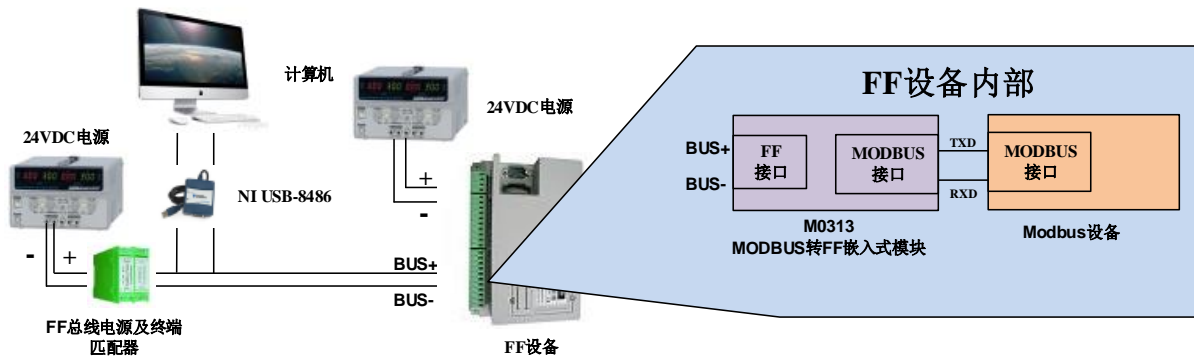 计算机
24VDC电源
24VDC电源
NI USB-8486
+
-
-
+
BUS+
BUS-
FF总线电源及终端
匹配器
FF设备
FF设备内部
BUS+
BUS-
FF
接口
MODBUS
接口
TXD
RXD
MODBUS
接口
M0313
MODBUS转FF嵌入式模块
Modbus设备